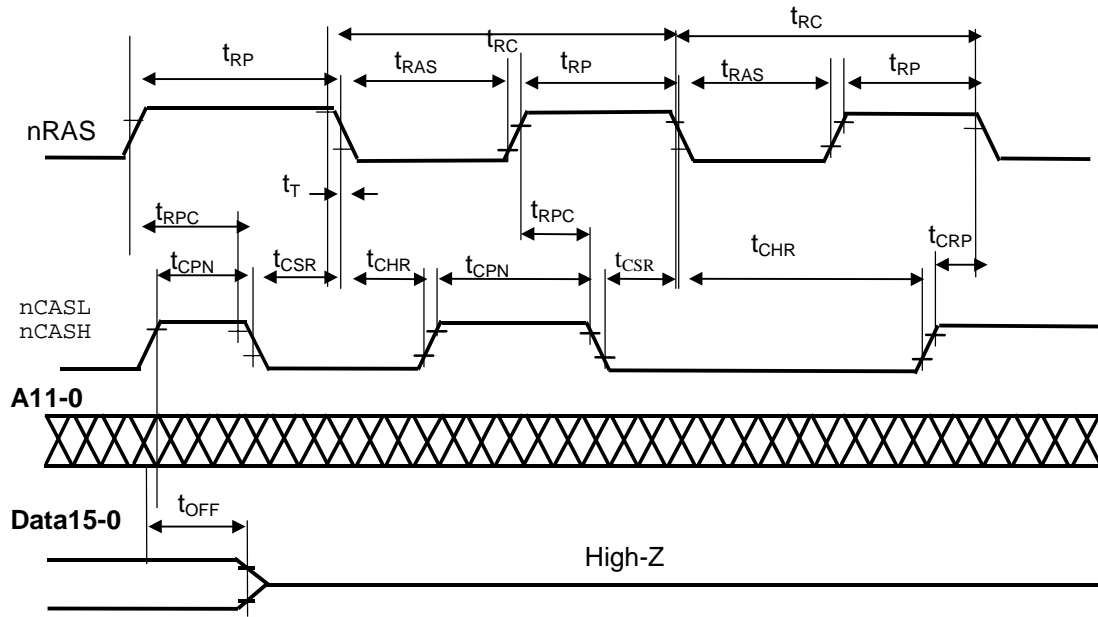 tRC tRC
tRP tRAS tRP tRAS tRP
nRAS
tT
tRPC tRPC
tCPN tCSR tCHR tCPN tCSR tCHR tCRP
nCASL
nCASH
A11-0
tOFF
Data15-0
High-Z